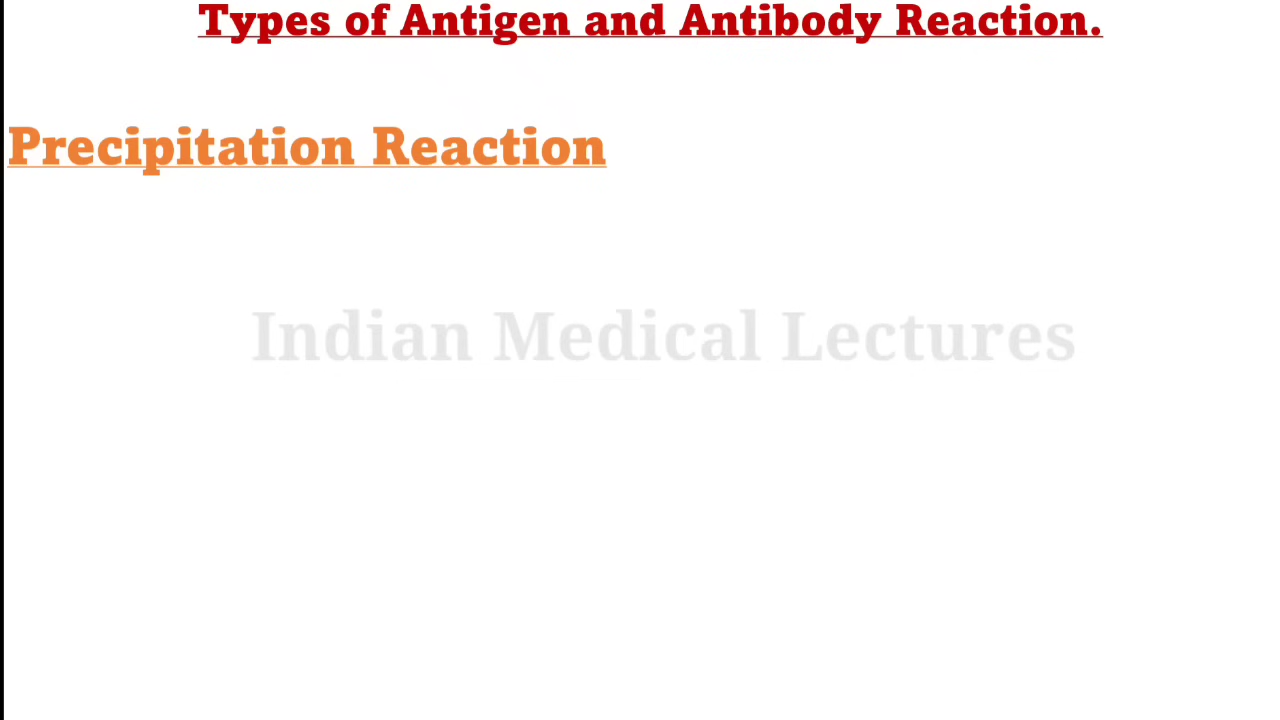 Types of Antigen and Antibody Reaction.
Precipitation Reaction
Indian Medical Lectures